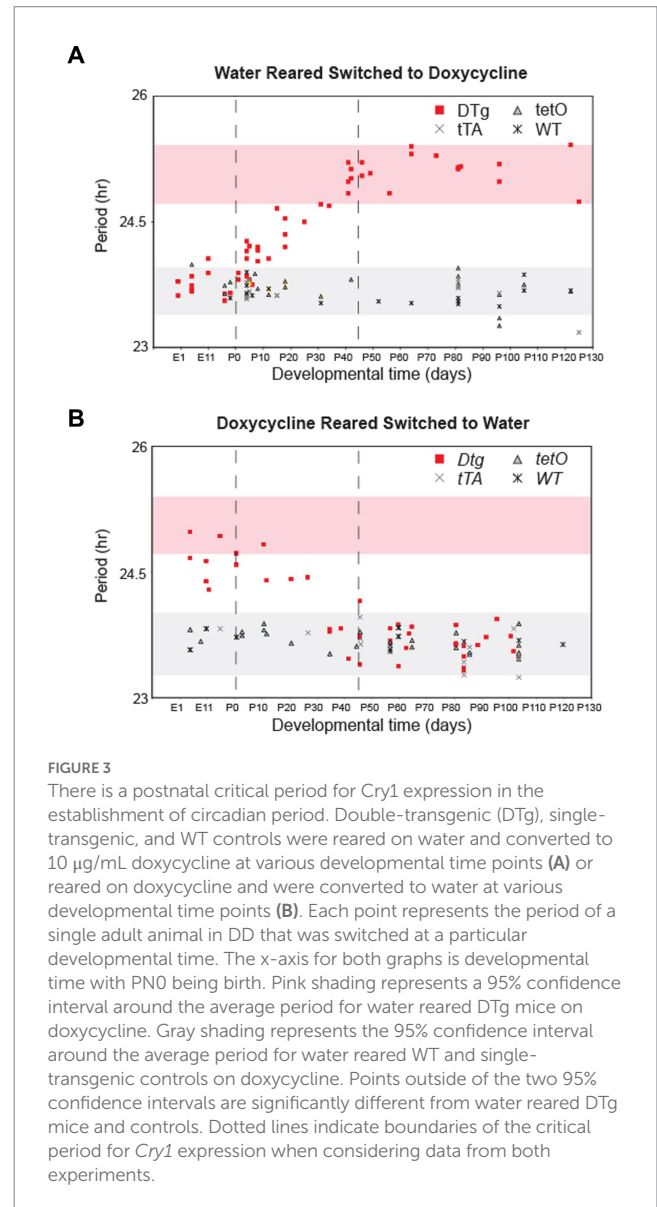 A
Water Reared Switched to Doxycycline
26
DTg tetO
tTA WT
Period (hr)
24.5
23
E1 E11 P0 P10 P20 P30 P40 P50 P60 P70 P80 P90 P100 P110 P120 P130
Developmental time (days)
B
Doxycycline Reared Switched to Water
26
Dtg tetO
tTA WT
Period (hr)
24.5
23
E1 E11 P0 P10 P20 P30 P40 P50 P60 P70 P80 P90 P100 P110 P120 P130
Developmental time (days)
FIGURE 3
There is a postnatal critical period for Cry1 expression in the
establishment of circadian period. Double-transgenic (DTg), single-
transgenic, and WT controls were reared on water and converted to
10 μg/mL doxycycline at various developmental time points (A) or
reared on doxycycline and were converted to water at various
developmental time points (B). Each point represents the period of a
single adult animal in DD that was switched at a particular
developmental time. The x-axis for both graphs is developmental
time with PN0 being birth. Pink shading represents a 95% confidence
interval around the average period for water reared DTg mice on
doxycycline. Gray shading represents the 95% confidence interval
around the average period for water reared WT and single-
transgenic controls on doxycycline. Points outside of the two 95%
confidence intervals are significantly different from water reared DTg
mice and controls. Dotted lines indicate boundaries of the critical
period for Cry1 expression when considering data from both
experiments.